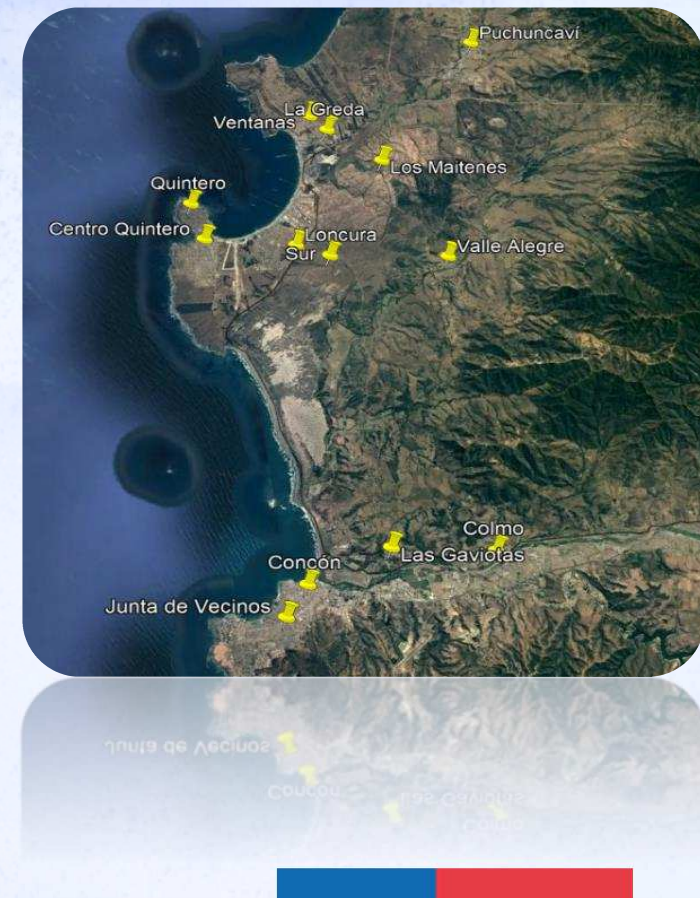 Puchuncaví
La Greda
Ventanas
Los Maitenes
Quintero
Centro Quintero
Loncura
Sur
Valle Alegre
Colmo
Las Gaviotas
Concón
Junta de Vecinos